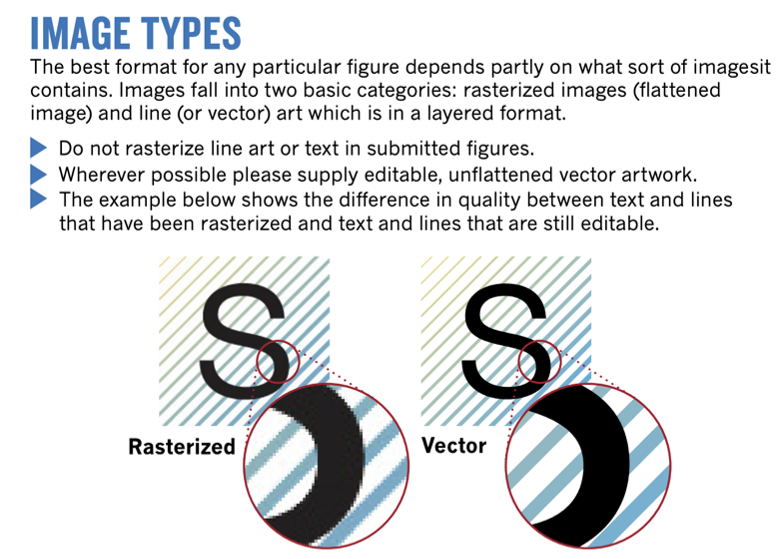 IMAGE TYPES
The best format for any particular figure depends partly on what sort of imagesit
contains. Images fall into two basic categories: rasterized images (flattened
image) and line (or vector) art which is in a layered format.
Do not rasterize line art or text in submitted figures.
Wherever possible please supply editable, unflattened vector artwork.
The example below shows the difference in quality between text and lines
that have been rasterized and text and lines that are still editable.
S S
Rasterized Vector